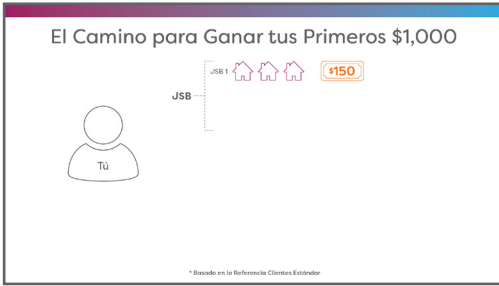 El Camino para Ganar tus Primeros $1,000
JSB 1
$150
JSB
Tú
* Basado en la Referencia Clientes Estándar